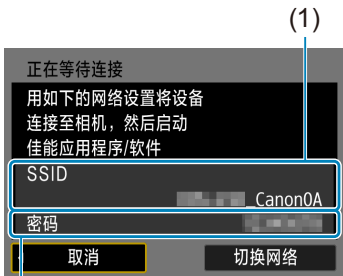 (1)
正在等待连接
用如下的网络设置将设备
连接至相机，然后启动
佳能应用程序/软件
SSID
_Canon0A
密码
取消 切换网络